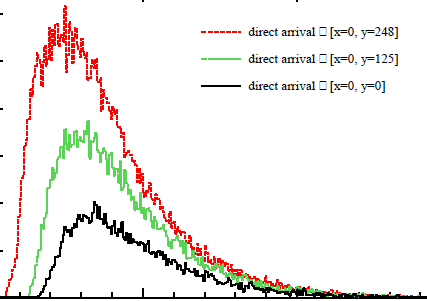 direct arrival □ [x=0, y=248]
direct arrival □ [x=0, y=125]
direct arrival □ [x=0, y=0]